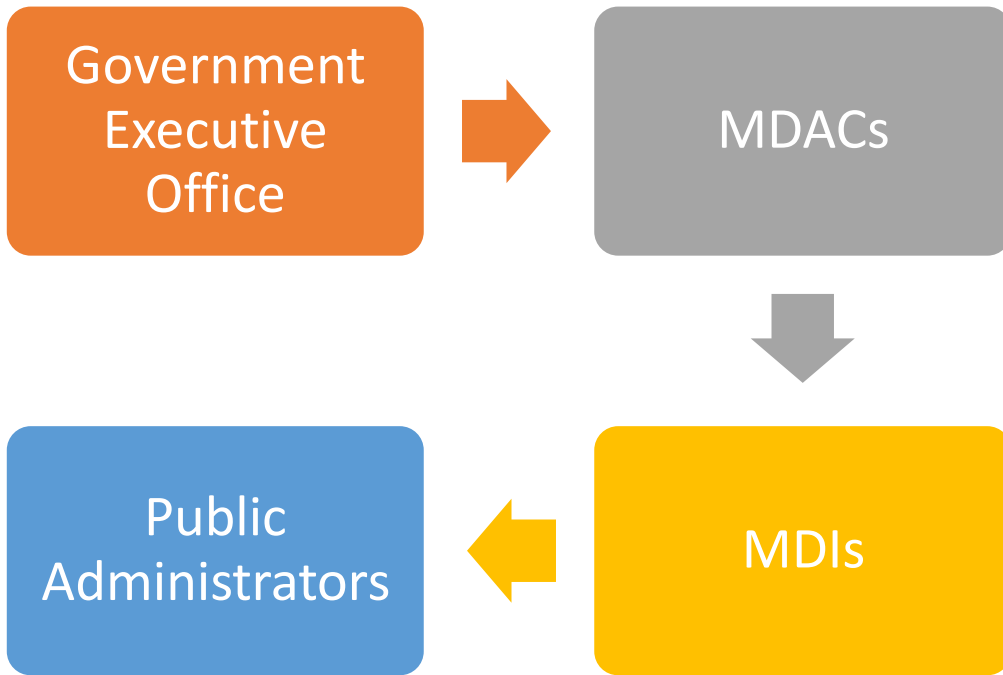 Government
Executive
Office
MDACs
MDIs
Public
Administrators